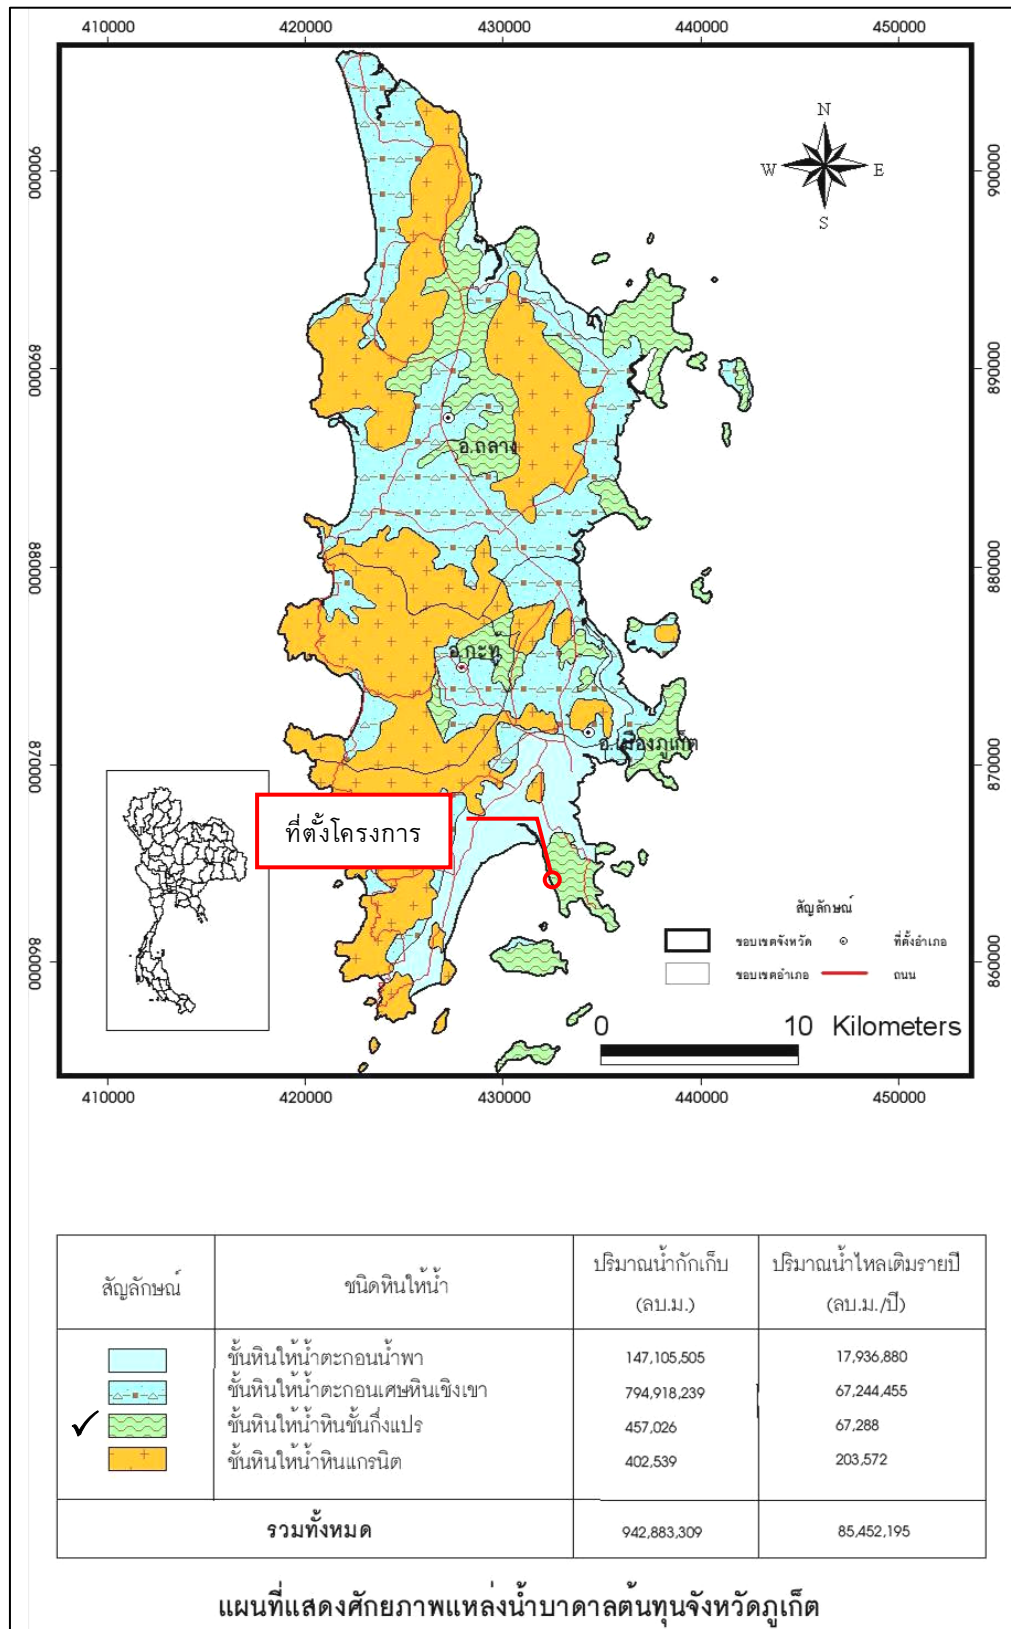 410000 420000 430000 440000 450000
N
W E
S
900000 900000
890000 890000
อ.ถลาง
880000 880000
อ.กะทู้
อ.เมืองภูเก็ต
870000 870000
ที่ตั้งโครงการ
สัญลักษณ์
ขอบเขตจังหวัด ที่ตั้งอำเภอ
ขอบเขตอำเภอ ถนน
860000 860000
0 10 Kilometers
410000 420000 430000 440000 450000
สัญลักษณ์ ชนิดหินให้น้ำ ปริมาณน้ำกักเก็บ ปริมาณน้ำไหลเติมรายปี
(ลบ.ม.) (ลบ.ม./ปี)
ชั้นหินให้น้ำตะกอนน้ำพา 147,105,505 17,936,880
ชั้นหินให้น้ำตะกอนเศษหินเชิงเขา 794,918,239 67,244,455
✓ ชั้นหินให้น้ำหินชั้นกึ่งแปร 457,026 67,288
ชั้นหินให้น้ำหินแกรนิต 402,539 203,572
รวมทั้งหมด 942,883,309 85,452,195
แผนที่แสดงศักยภาพแหล่งน้ำบาดาลต้นทุนจังหวัดภูเก็ต